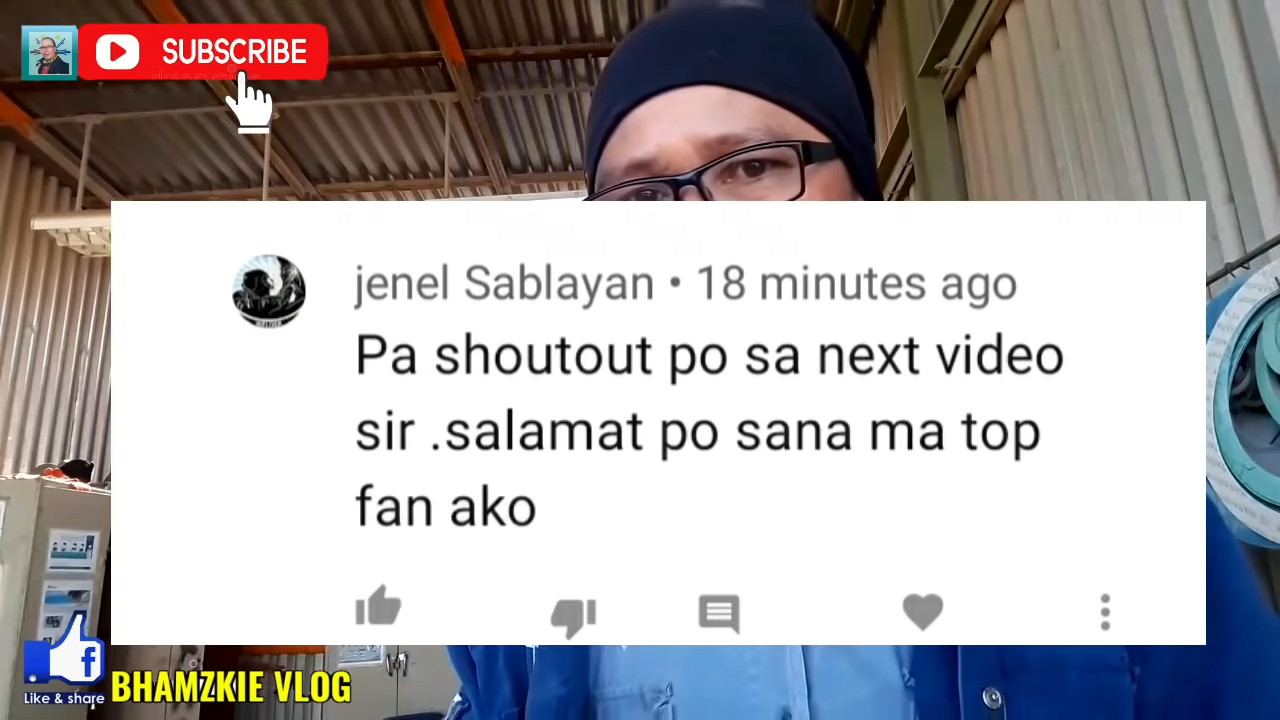 SUBSCRIBE
jenel Sablayan • 18 minutes ago
Pa shoutout po sa next video
sir .salamat po sana ma top
fan ako
f
Like & share
BHAMZKIE VLOG